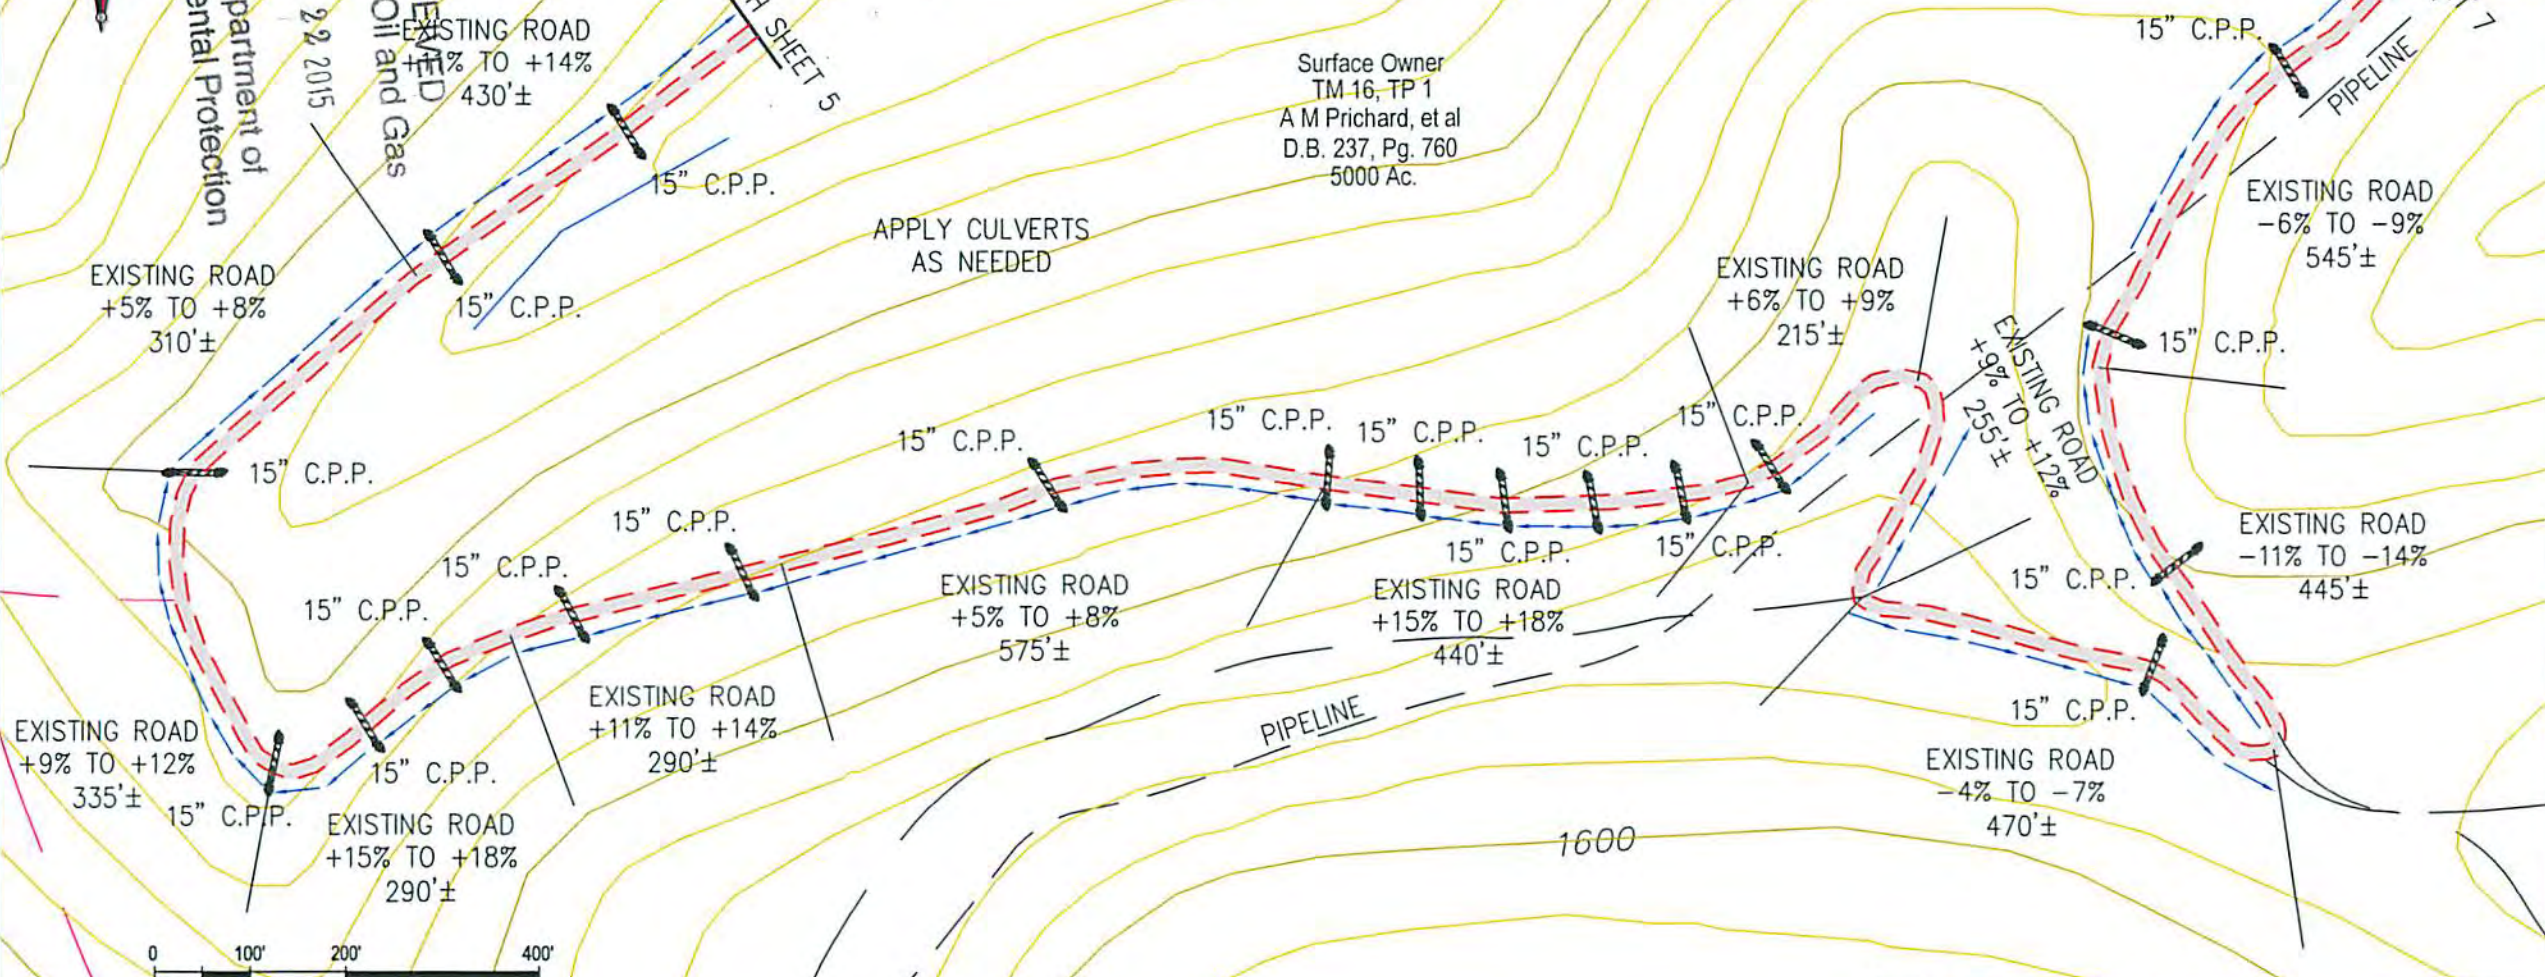 EXISTING ROAD
+11% TO +14%
430'±
SHEET 5
22 2015
Oil and Gas
partment of
ental Protection
15" C.P.P.
15" C.P.P.
EXISTING ROAD
+5% TO +8%
310'±
15" C.P.P.
Surface Owner
TM 16, TP 1
A M Prichard, et al
D.B. 237, Pg. 760
5000 Ac.
APPLY CULVERTS
AS NEEDED
15" C.P.P.
PIPELINE
7
EXISTING ROAD
-6% TO -9%
545'±
15" C.P.P.
EXISTING ROAD
+6% TO +9%
215'±
EXISTING ROAD
+9% TO +12%
255'±
15" C.P.P.
15" C.P.P.
15" C.P.P.
15" C.P.P.
15" C.P.P.
15" C.P.P.
15" C.P.P.
15" C.P.P.
15" C.P.P.
15" C.P.P.
EXISTING ROAD
-11% TO -14%
445'±
15" C.P.P.
15" C.P.P.
EXISTING ROAD
+5% TO +8%
575'±
EXISTING ROAD
+15% TO +18%
440'±
EXISTING ROAD
+11% TO +14%
290'±
PIPELINE
EXISTING ROAD
+9% TO +12%
335'±
15" C.P.P.
15" C.P.P.
EXISTING ROAD
+15% TO +18%
290'±
EXISTING ROAD
-4% TO -7%
470'±
1600
0 100' 200' 400'